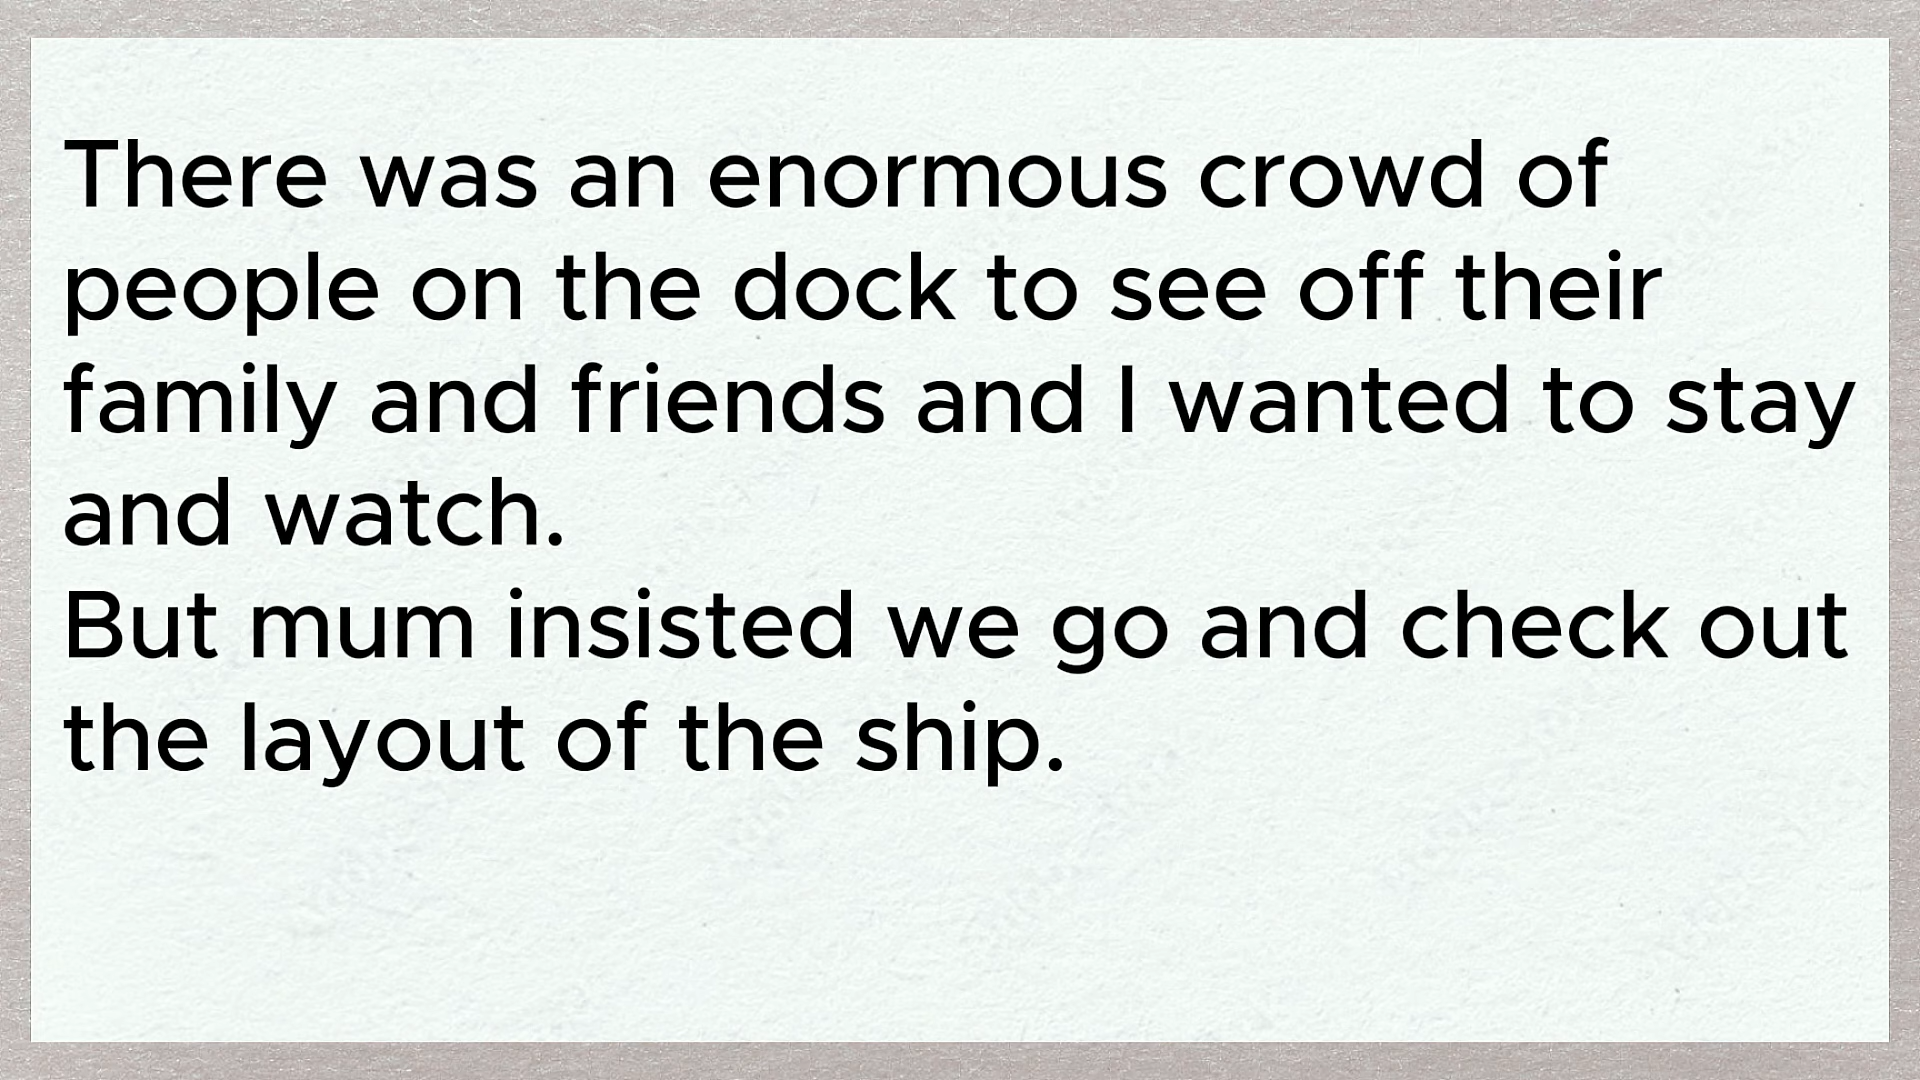 There was an enormous crowd of
people on the dock to see off their
family and friends and I wanted to stay
and watch.
But mum insisted we go and check out
the layout of the ship.